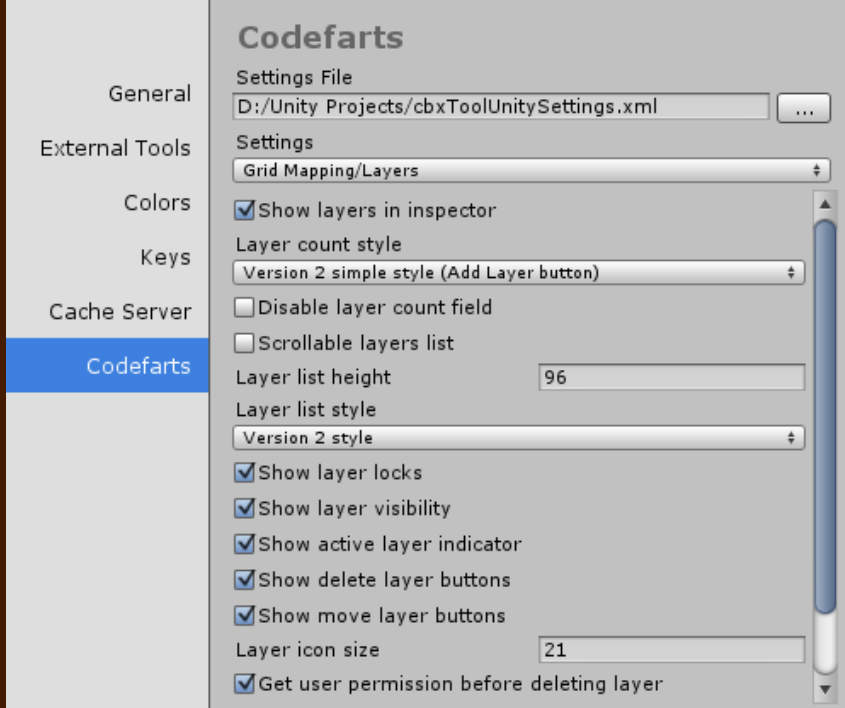 General
External Tools
Colors
Keys
Cache Server
Codefarts
Codefarts
Settings File
D:/Unity Projects/cbxToolUnitySettings.xml
...
Settings
Grid Mapping/Layers
Show layers in inspector
Layer count style
Version 2 simple style (Add Layer button)
Disable layer count field
Scrollable layers list
Layer list height 96
Layer list style
Version 2 style
Show layer locks
Show layer visibility
Show active layer indicator
Show delete layer buttons
Show move layer buttons
Layer icon size 21
Get user permission before deleting layer